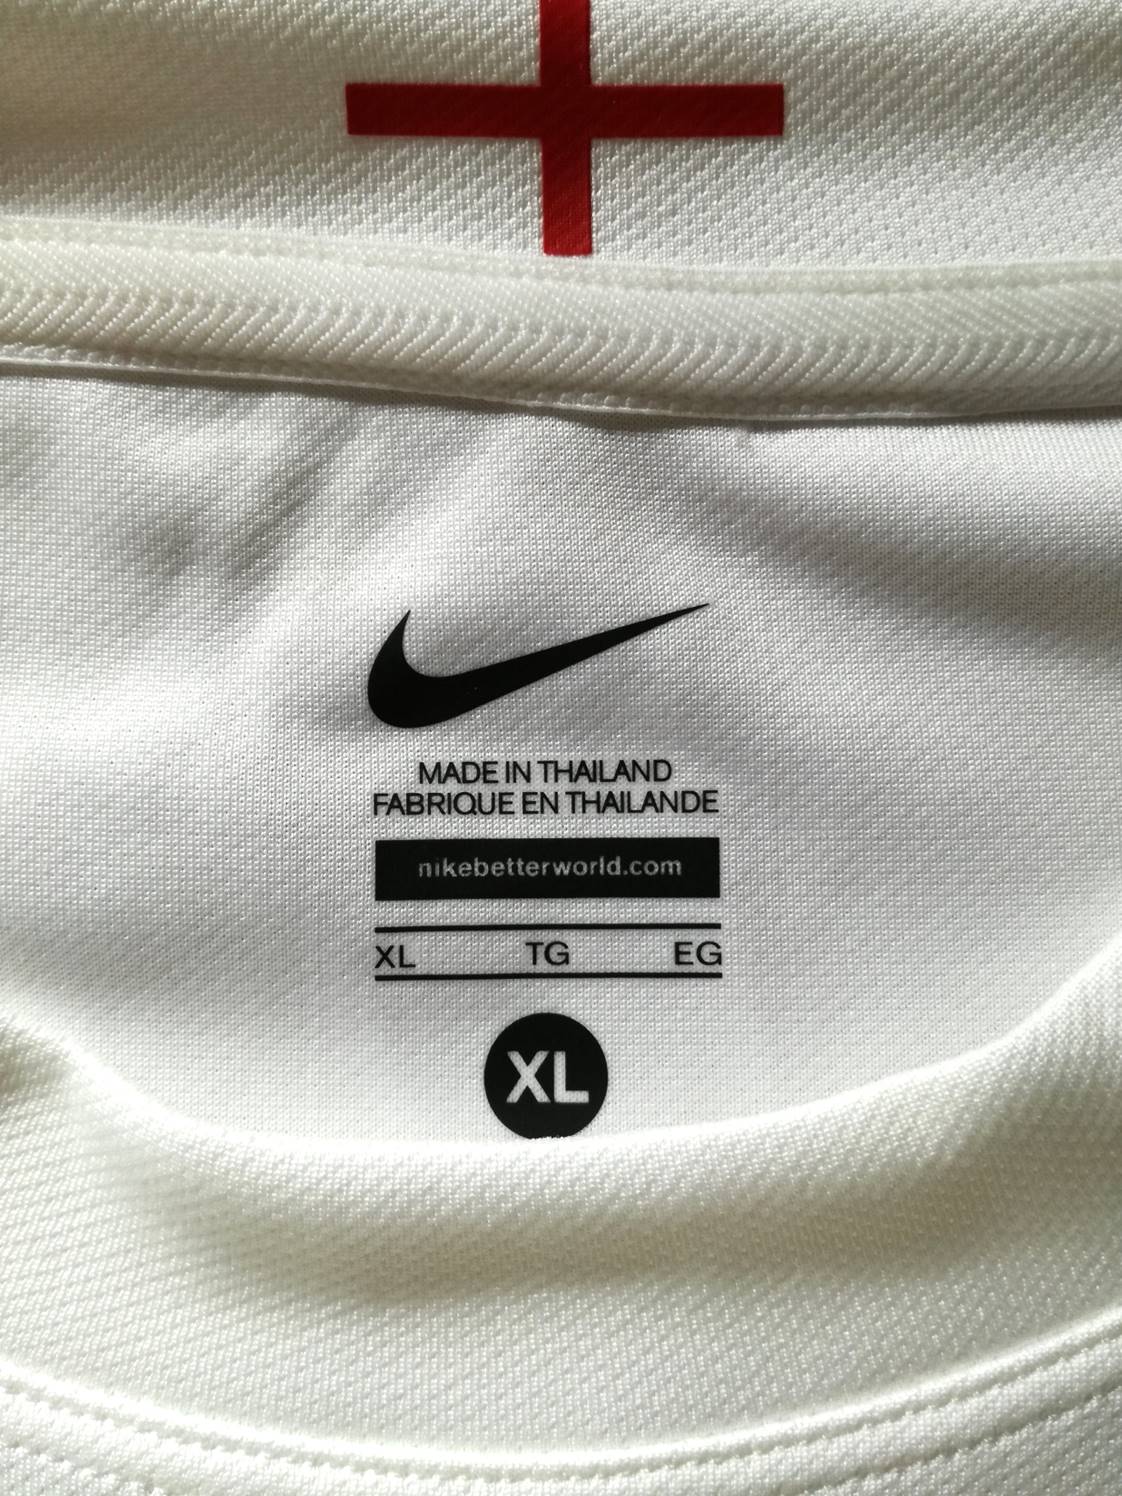 MADE IN THAILAND
FABRIQUE EN THAILANDE
nikebetterworld.com
XL TG EG
XL